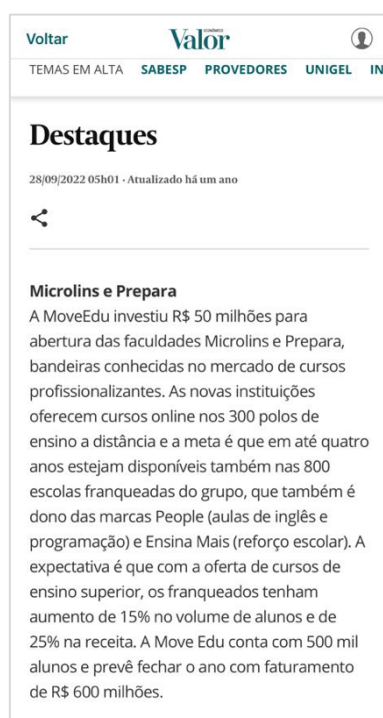 Voltar
ECONÔMICO
Valor
TEMAS EM ALTA SABESP PROVEDORES UNIGEL IN
Destaques
28/09/2022 05h01 · Atualizado há um ano
Microlins e Prepara
A MoveEdu investiu R$ 50 milhões para
abertura das faculdades Microlins e Prepara,
bandeiras conhecidas no mercado de cursos
profissionalizantes. As novas instituições
oferecem cursos online nos 300 polos de
ensino a distância e a meta é que em até quatro
anos estejam disponíveis também nas 800
escolas franqueadas do grupo, que também é
dono das marcas People (aulas de inglês e
programação) e Ensina Mais (reforço escolar). A
expectativa é que com a oferta de cursos de
ensino superior, os franqueados tenham
aumento de 15% no volume de alunos e de
25% na receita. A Move Edu conta com 500 mil
alunos e prevê fechar o ano com faturamento
de R$ 600 milhões.